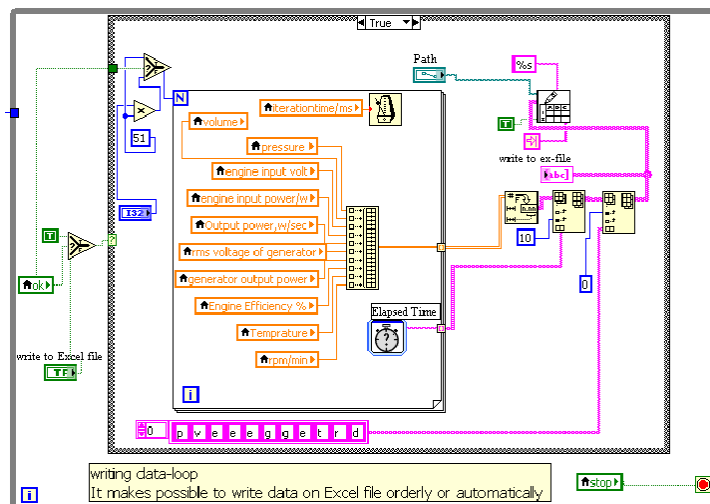 True
Path
%s
N
iterationtime/ms
volume
T
51
pressure
write to ex-file
engine input volt
abc
engine input power/w
I32
Output power,w/sec
T
10
rms voltage of generator
0
ok
generator output power
Engine Efficiency %
Elapsed Time
Temprature
write to Excel file
TF
rpm/min
i
0 p v e e g g e t r d
writing data-loop
It makes possible to write data on Excel file orderly or automatically
stop
i